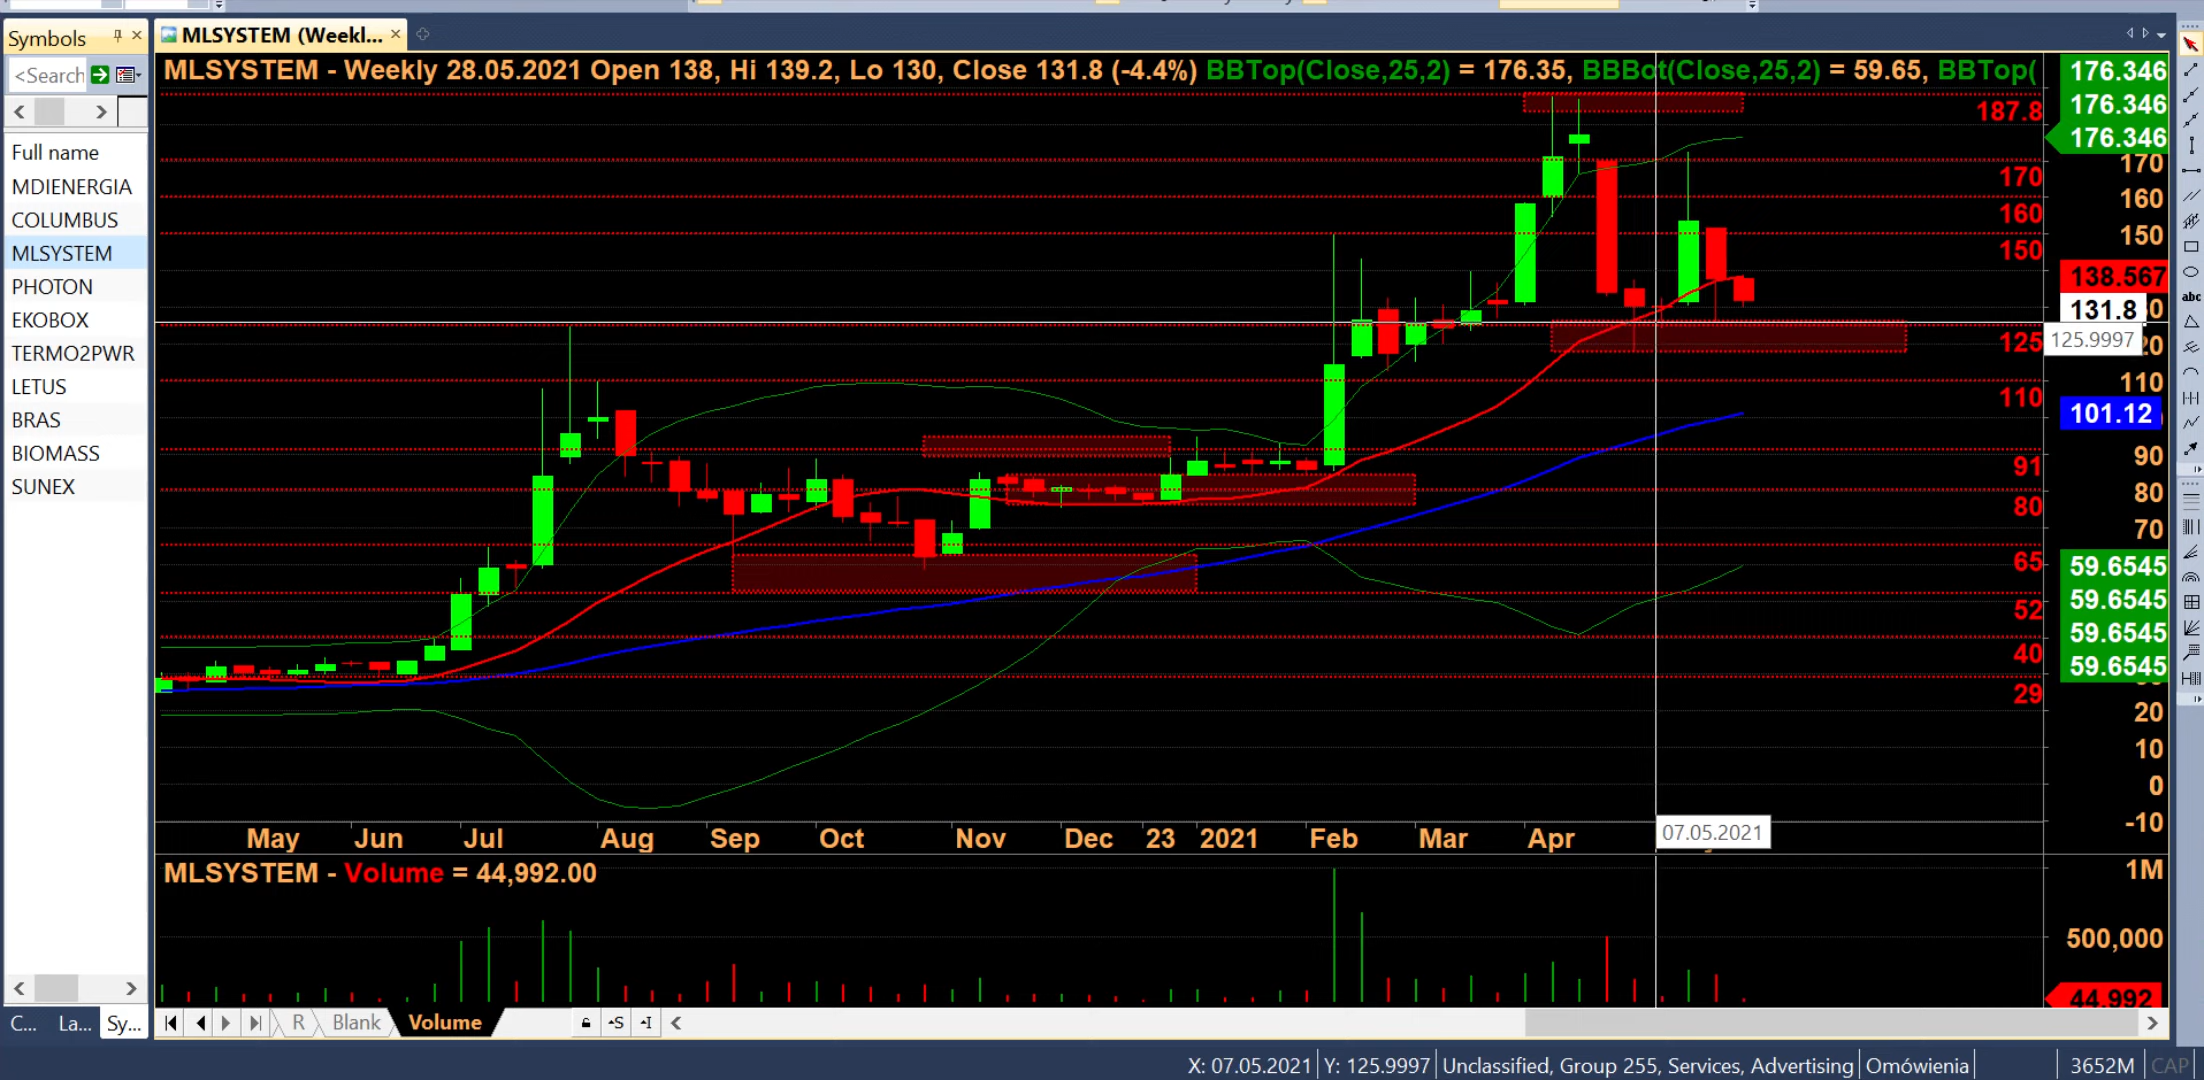 Symbols
MLSYSTEM (Weekl...
<Search
MLSYSTEM - Weekly 28.05.2021 Open 138, Hi 139.2, Lo 130, Close 131.8 (-4.4%) BBTop(Close,25,2) = 176.35, BBBot(Close,25,2) = 59.65, BBTop(
Full name
MDIENERGIA
COLUMBUS
MLSYSTEM
PHOTON
EKOBOX
TERMO2PWR
LETUS
BRAS
BIOMASS
SUNEX
187.8
170
160
150
125
110
91
80
65
52
40
29
176.346
176.346
176.346
170
160
150
138.567
131.8
125.9997
110
101.12
90
80
70
59.6545
59.6545
59.6545
59.6545
20
10
0
-10
May Jun Jul Aug Sep Oct Nov Dec 23 2021 Feb Mar Apr 07.05.2021
MLSYSTEM - Volume = 44,992.00
1M
500,000
44,992
C... La... Sy...
R Blank Volume
S I
abc
X: 07.05.2021 Y: 125.9997 Unclassified, Group 255, Services, Advertising Omówienia 3652M CAP